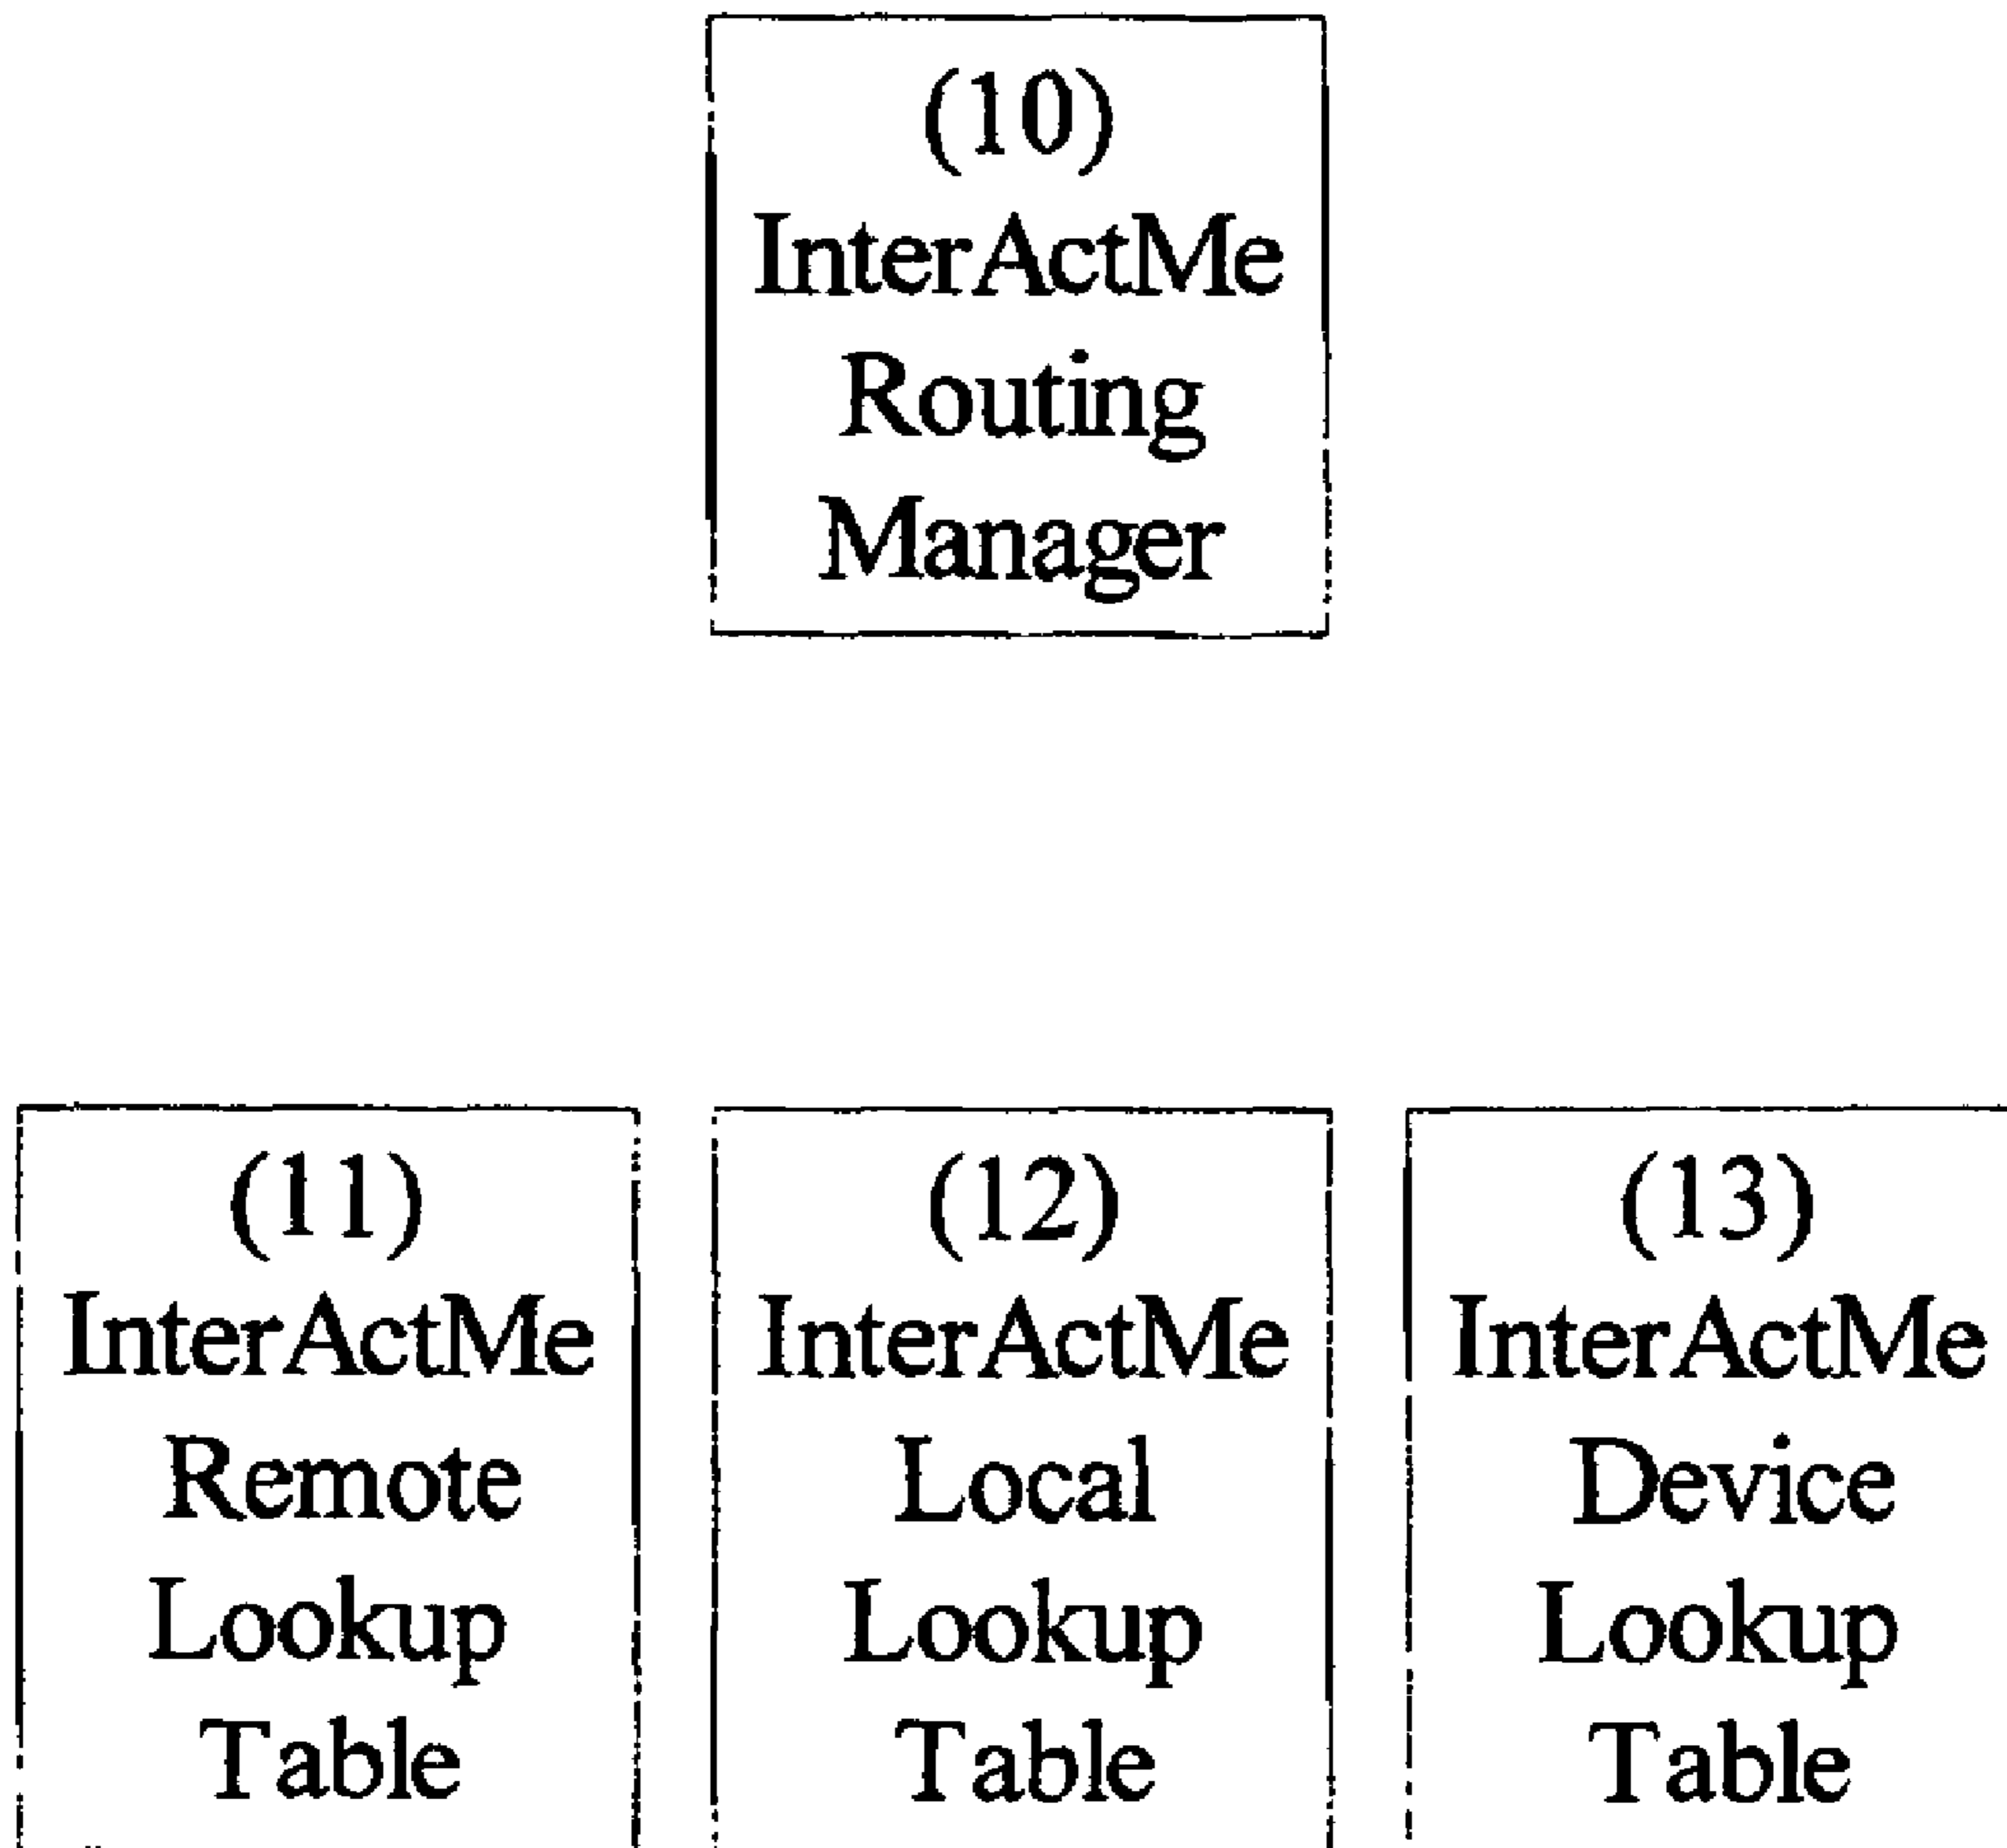 (10)
InterActMe
Routing
Manager
(11)
InterActMe
Remote
Lookup
Table
(12)
InterActMe
Local
Lookup
Table
(13)
InterActMe
Device
Lookup
Table